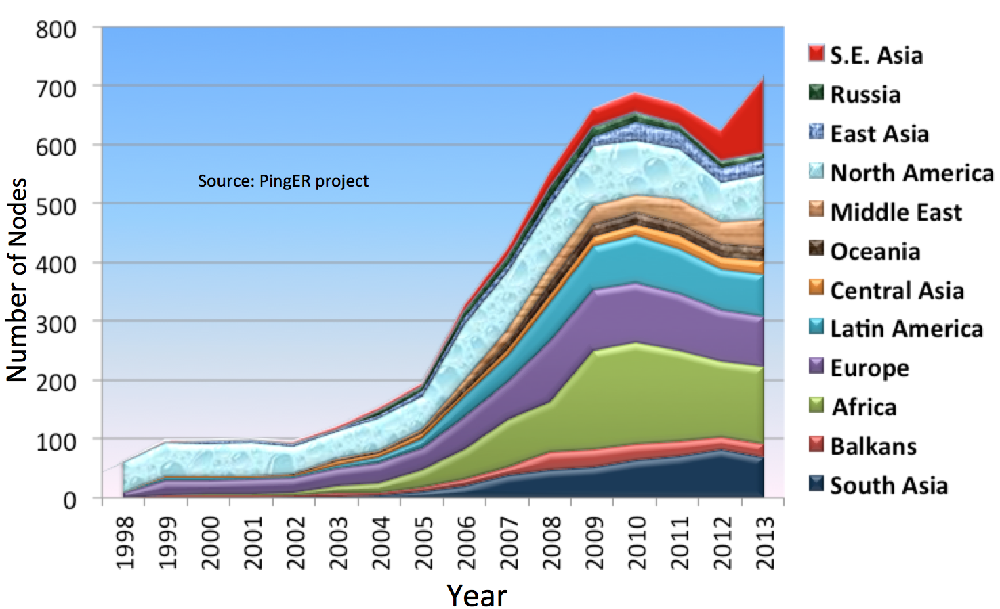 800
700
600
500
400
300
200
100
0
Number of Nodes
Source: PingER project
1998 1999 2000 2001 2002 2003 2004 2005 2006 2007 2008 2009 2010 2011 2012 2013
Year
S.E. Asia
Russia
East Asia
North America
Middle East
Oceania
Central Asia
Latin America
Europe
Africa
Balkans
South Asia